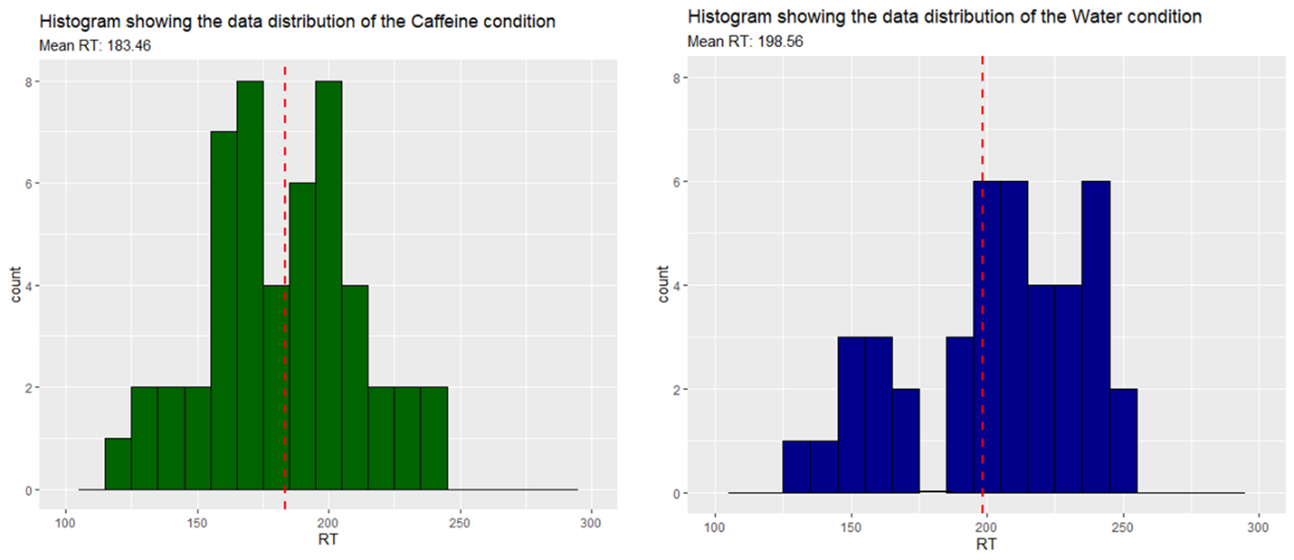 Histogram showing the data distribution of the Caffeine condition
Mean RT: 183.46
8
6
4
2
0
count
100 150 200 250 300
RT
Histogram showing the data distribution of the Water condition
Mean RT: 198.56
8
6
4
2
0
count
100 150 200 250 300
RT